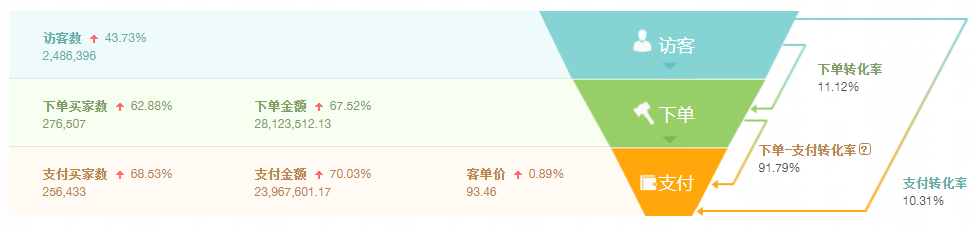 访客数 43.73%
2,486,396
访客
下单转化率
11.12%
下单买家数 62.88%
276,507
下单金额 67.52%
28,123,512.13
下单
下单-支付转化率?
91.79%
支付买家数 68.53%
256,433
支付金额 70.03%
23,967,601.17
客单价 0.89%
93.46
支付
支付转化率
10.31%